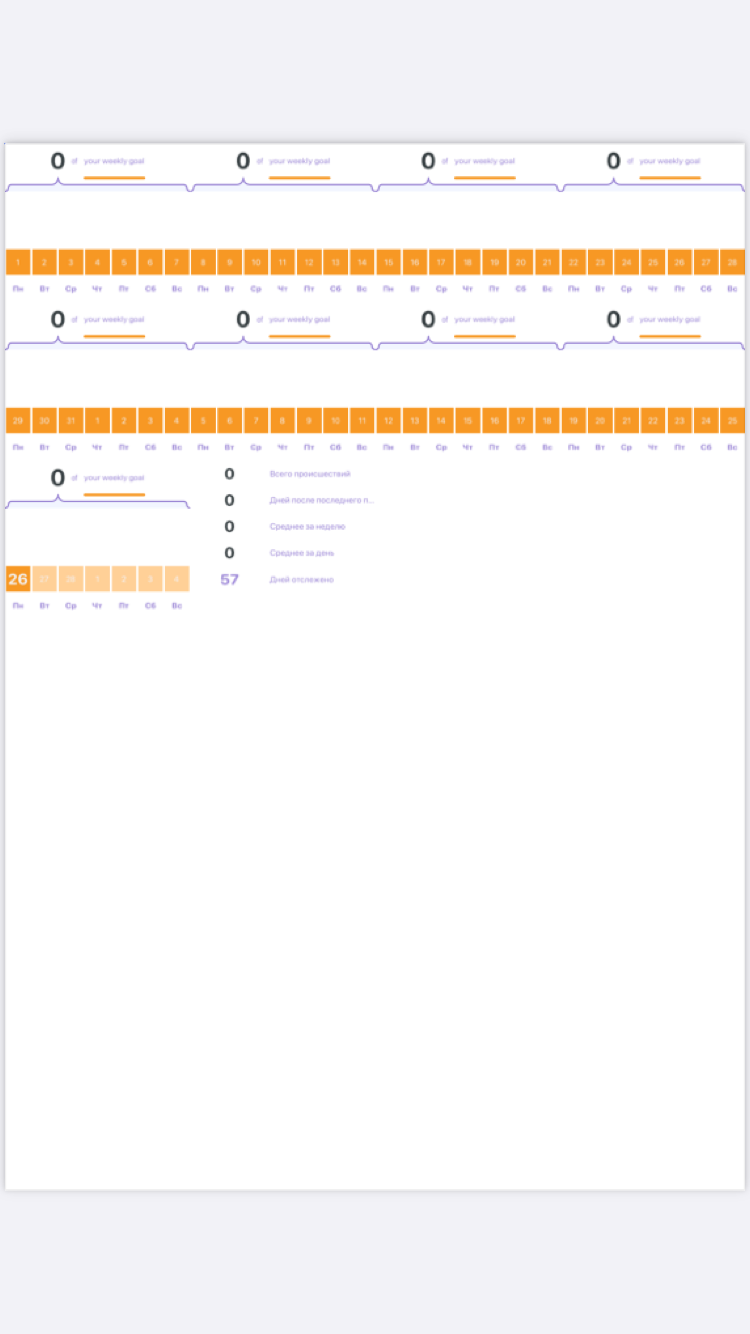 0 of your weekly goal 0 of your weekly goal 0 of your weekly goal 0 of your weekly goal
1 2 3 4 5 6 7 8 9 10 11 12 13 14 15 16 17 18 19 20 21 22 23 24 25 26 27 28
Пн Вт Ср Чт Пт Сб Вс Пн Вт Ср Чт Пт Сб Вс Пн Вт Ср Чт Пт Сб Вс Пн Вт Ср Чт Пт Сб Вс
0 of your weekly goal 0 of your weekly goal 0 of your weekly goal 0 of your weekly goal
29 30 31 1 2 3 4 5 6 7 8 9 10 11 12 13 14 15 16 17 18 19 20 21 22 23 24 25
Пн Вт Ср Чт Пт Сб Вс Пн Вт Ср Чт Пт Сб Вс Пн Вт Ср Чт Пт Сб Вс Пн Вт Ср Чт Пт Сб Вс
0 of your weekly goal
26 27 28 1 2 3 4
Пн Вт Ср Чт Пт Сб Вс
0 Всего происшествий
0 Дней после последнего п...
0 Среднее за неделю
0 Среднее за день
57 Дней отслежено